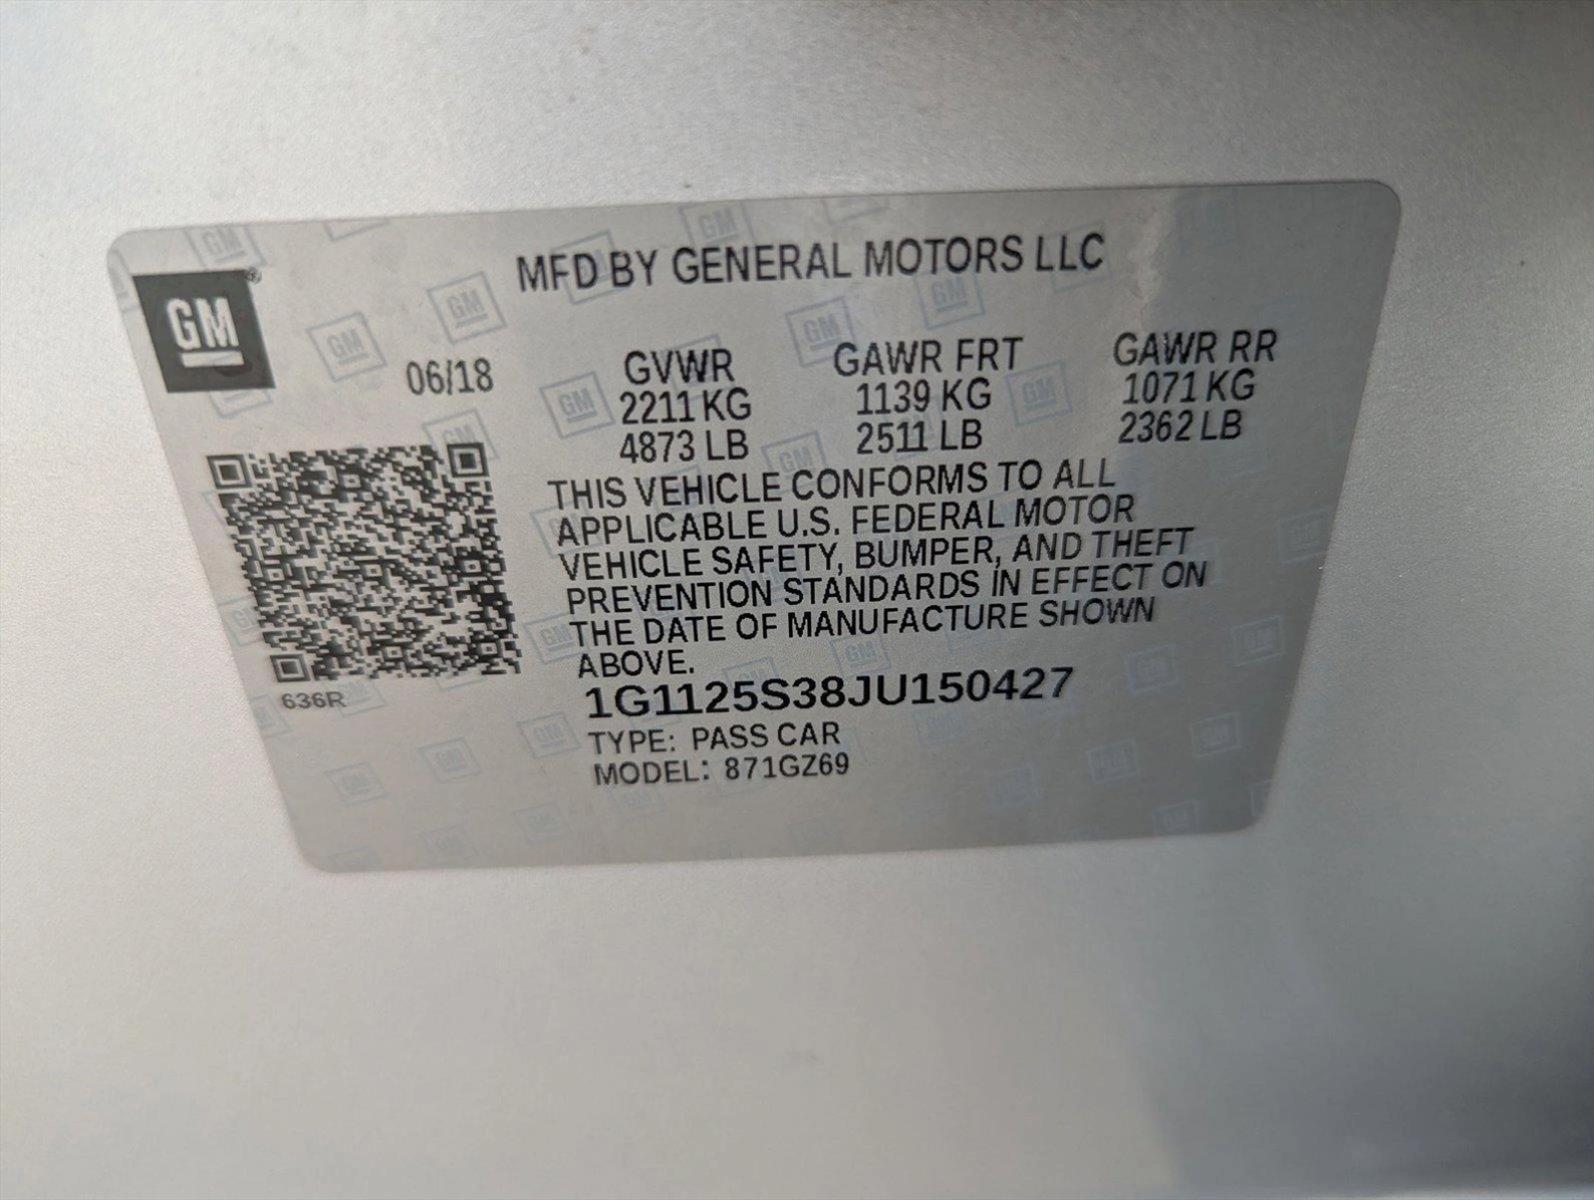 MFD BY GENERAL MOTORS LLC
GM
06/18
GVWR
2211 KG
4873 LB
GAWR FRT
1139 KG
2511 LB
GAWR RR
1071 KG
2362 LB
THIS VEHICLE CONFORMS TO ALL
APPLICABLE U.S. FEDERAL MOTOR
VEHICLE SAFETY, BUMPER, AND THEFT
PREVENTION STANDARDS IN EFFECT ON
THE DATE OF MANUFACTURE SHOWN
ABOVE.
636R
1G1125S38JU150427
TYPE: PASS CAR
MODEL: 871GZ69